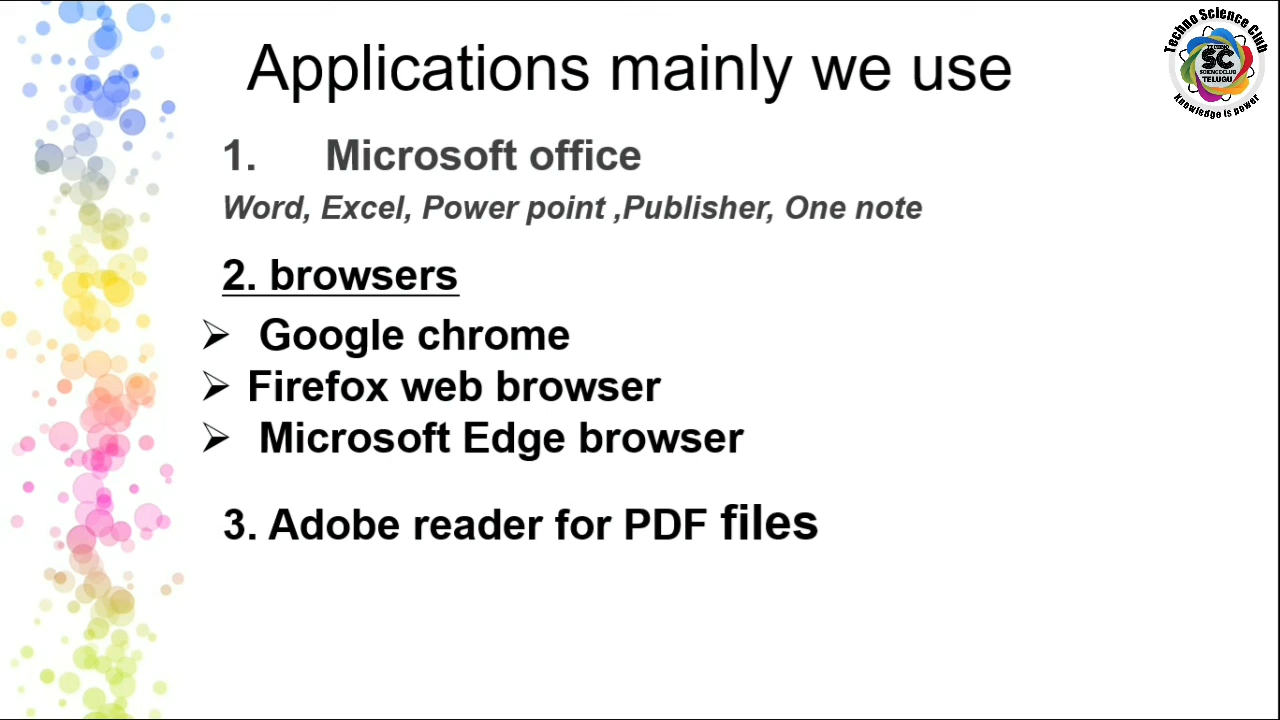 Applications mainly we use
Techno Science Club
TECHNO
SC
SCIENCECLUB
TELUGU
Knowledge is power
1. Microsoft office
Word, Excel, Power point ,Publisher, One note
2. browsers
➢ Google chrome
➢ Firefox web browser
➢ Microsoft Edge browser
3. Adobe reader for PDF files